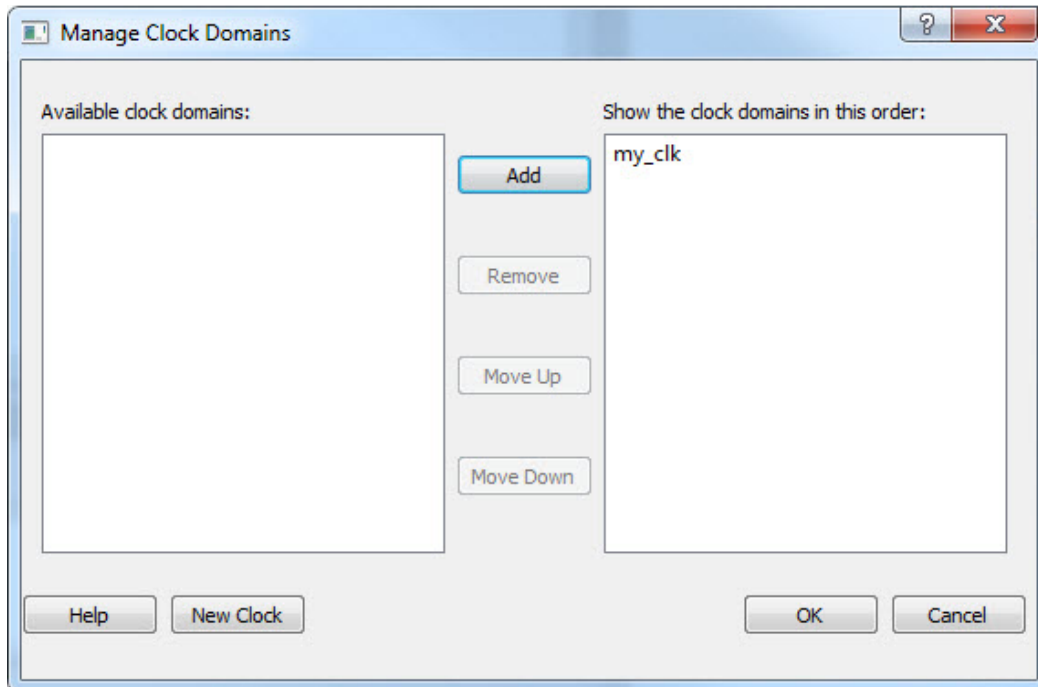 Manage Clock Domains
Available clock domains:
Show the clock domains in this order:
my_clk
Add
Remove
Move Up
Move Down
Help
New Clock
OK
Cancel